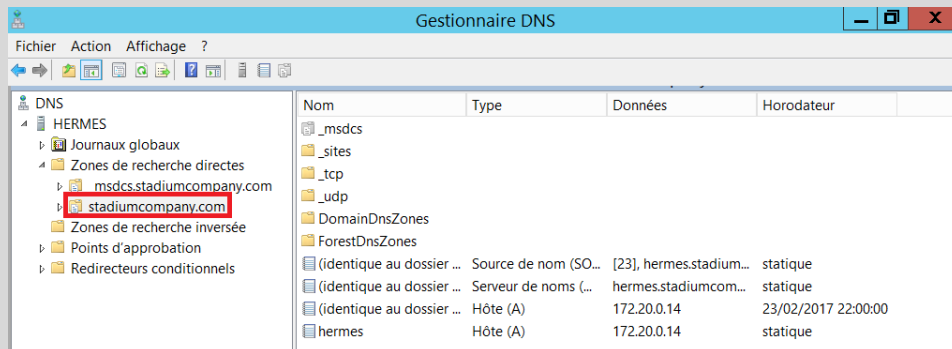 Gestionnaire DNS
Fichier Action Affichage ?
DNS
HERMES
Journaux globaux
Zones de recherche directes
_msdcs.stadiumcompany.com
stadiumcompany.com
Zones de recherche inversée
Points d'approbation
Redirecteurs conditionnels
Nom Type Données Horodateur
_msdcs
_sites
_tcp
_udp
DomainDnsZones
ForestDnsZones
(identique au dossier ... Source de nom (SO... [23], hermes.stadium... statique
(identique au dossier ... Serveur de noms (... hermes.stadiumcom... statique
(identique au dossier ... Hôte (A) 172.20.0.14 23/02/2017 22:00:00
hermes Hôte (A) 172.20.0.14 statique